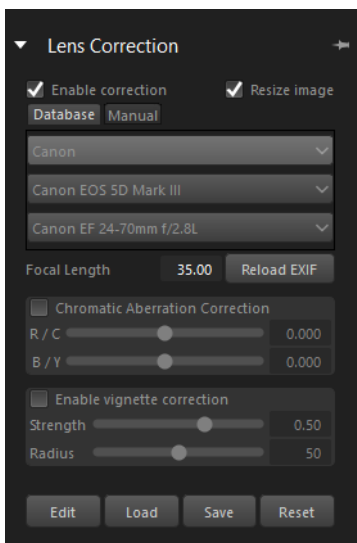 Lens Correction
Enable correction Resize image
Database Manual
Canon
Canon EOS 5D Mark III
Canon EF 24-70mm f/2.8L
Focal Length 35.00 Reload EXIF
Chromatic Aberration Correction
R / C 0.000
B / Y 0.000
Enable vignette correction
Strength 0.50
Radius 50
Edit Load Save Reset